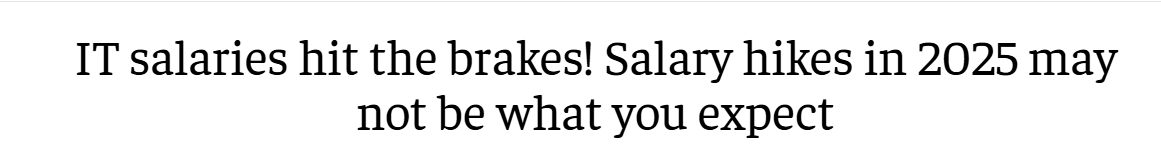 IT salaries hit the brakes! Salary hikes in 2025 may
not be what you expect